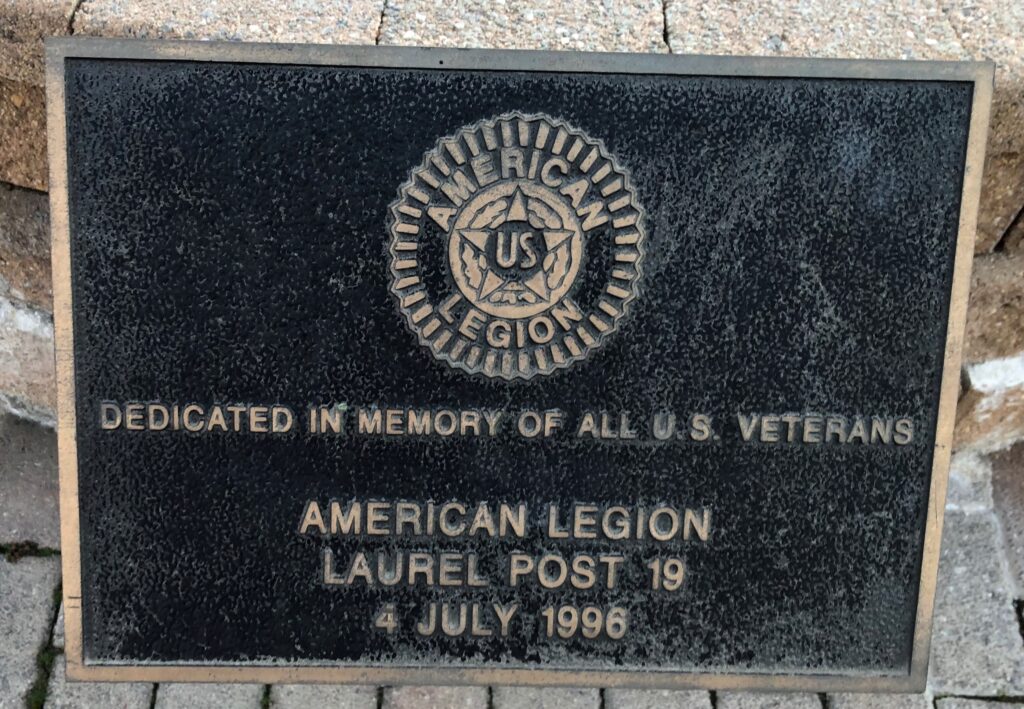 AMERICAN
US
LEGION
DEDICATED IN MEMORY OF ALL U.S. VETERANS
AMERICAN LEGION
LAUREL POST 19
4 JULY 1996